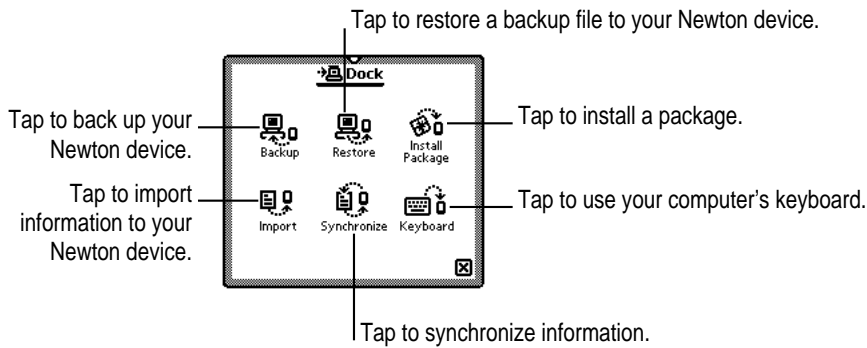 Tap to restore a backup file to your Newton device.
Dock
Tap to back up your
Newton device.
Backup
Restore
Install
Package
Tap to install a package.
Tap to import
information to your
Newton device.
Import
Synchronize
Keyboard
Tap to use your computer’s keyboard.
Tap to synchronize information.